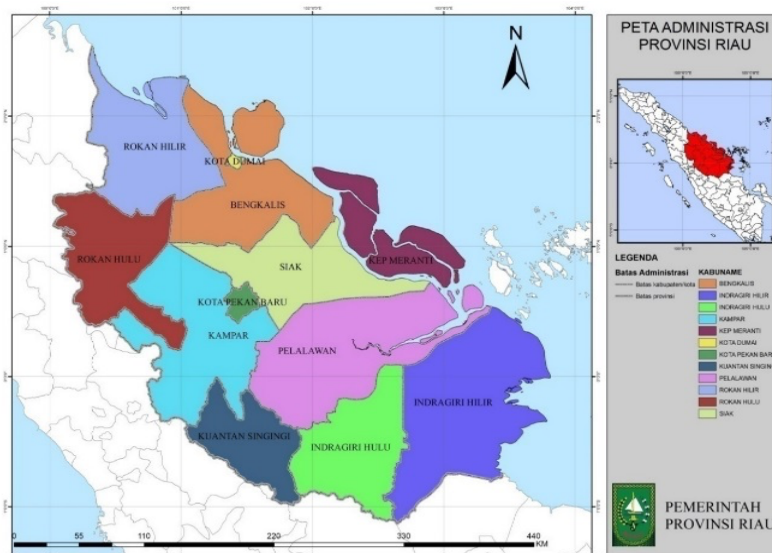 N
ROKAN HILIR
KOTA DUMAI
BENGKALIS
ROKAN HULU
SIAK
KEP MERANTI
KOTA PEKAN BARU
KAMPAR
PELALAWAN
KUANTAN SINGINGI
INDRAGIRI HULU
INDRAGIRI HILIR
0 55 110 220 330 440
KM
PETA ADMINISTRASI
PROVINSI RIAU
LEGENDA
Batas Administrasi
Batas kabupaten/kota
Batas provinsi
KABUNAME
BENGKALIS
INDRAGIRI HILIR
INDRAGIRI HULU
KAMPAR
KEP MERANTI
KOTA DUMAI
KOTA PEKAN BAR
KUANTAN SINGINGI
PELALAWAN
ROKAN HILIR
ROKAN HULU
SIAK
PEMERINTAH
PROVINSI RIAU